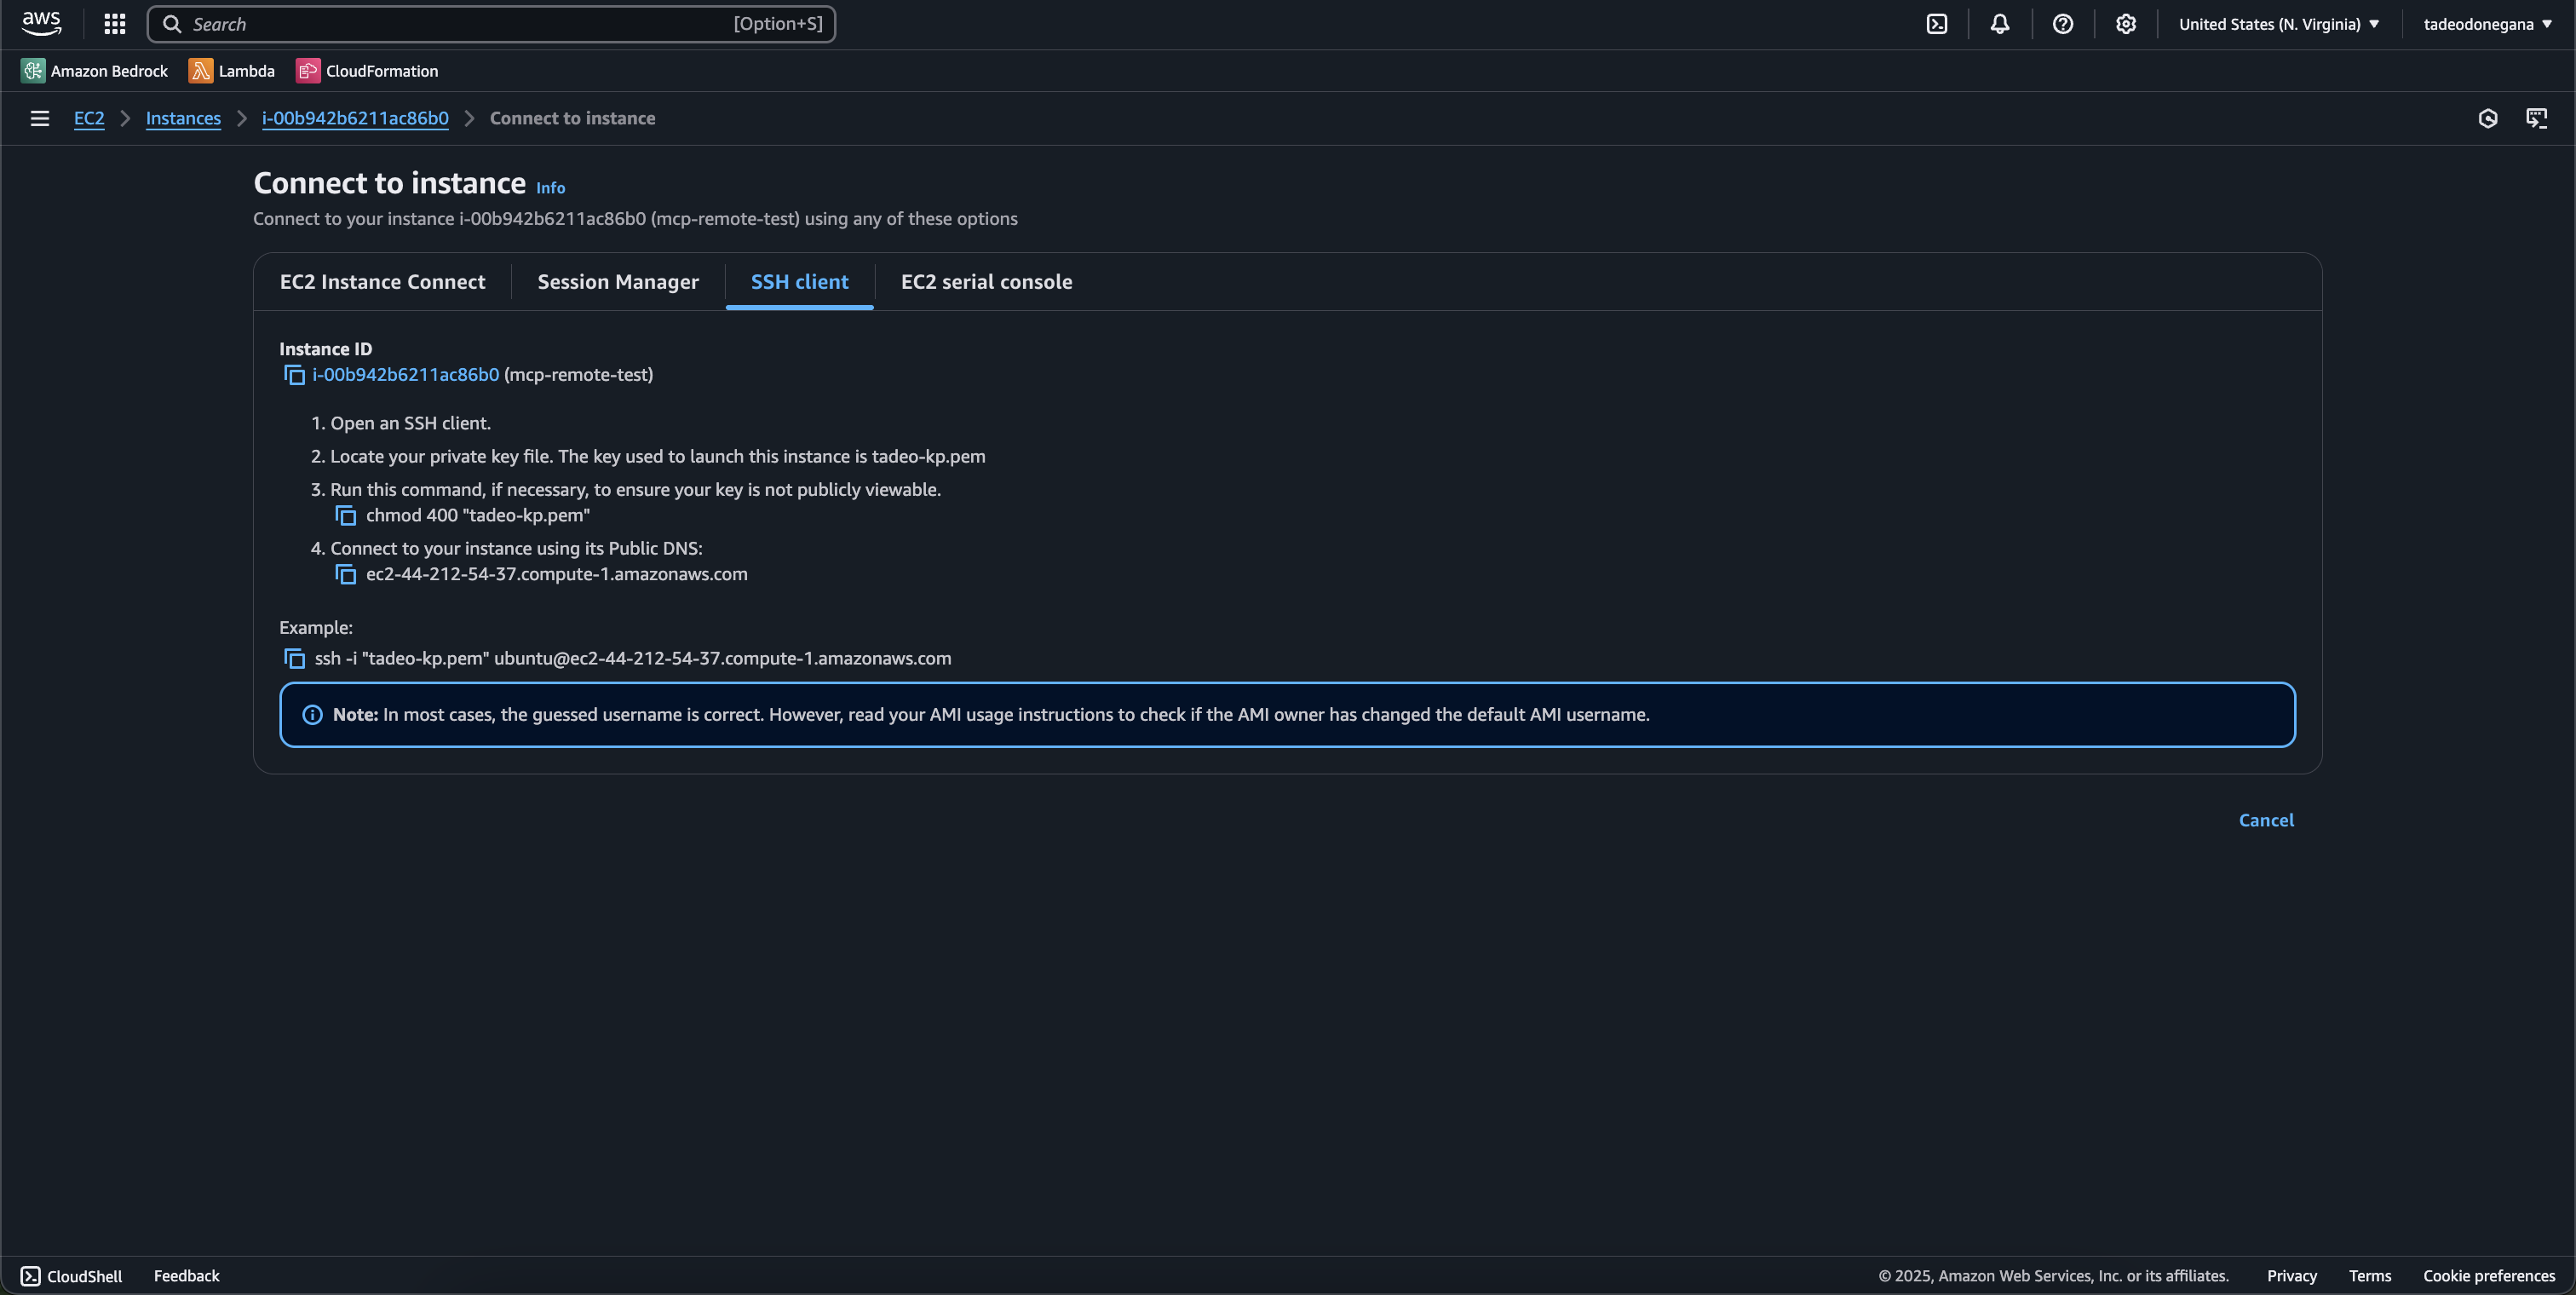 aws
Search [Option+S]
United States (N. Virginia)
tadeodonegana
Amazon Bedrock
Lambda
CloudFormation
EC2
Instances
i-00b942b6211ac86b0
Connect to instance
Connect to instance Info
Connect to your instance i-00b942b6211ac86b0 (mcp-remote-test) using any of these options
EC2 Instance Connect
Session Manager
SSH client
EC2 serial console
Instance ID
i-00b942b6211ac86b0 (mcp-remote-test)
1. Open an SSH client.
2. Locate your private key file. The key used to launch this instance is tadeo-kp.pem
3. Run this command, if necessary, to ensure your key is not publicly viewable.
chmod 400 "tadeo-kp.pem"
4. Connect to your instance using its Public DNS:
ec2-44-212-54-37.compute-1.amazonaws.com
Example:
ssh -i "tadeo-kp.pem" ubuntu@ec2-44-212-54-37.compute-1.amazonaws.com
Note: In most cases, the guessed username is correct. However, read your AMI usage instructions to check if the AMI owner has changed the default AMI username.
Cancel
CloudShell
Feedback
© 2025, Amazon Web Services, Inc. or its affiliates.
Privacy
Terms
Cookie preferences